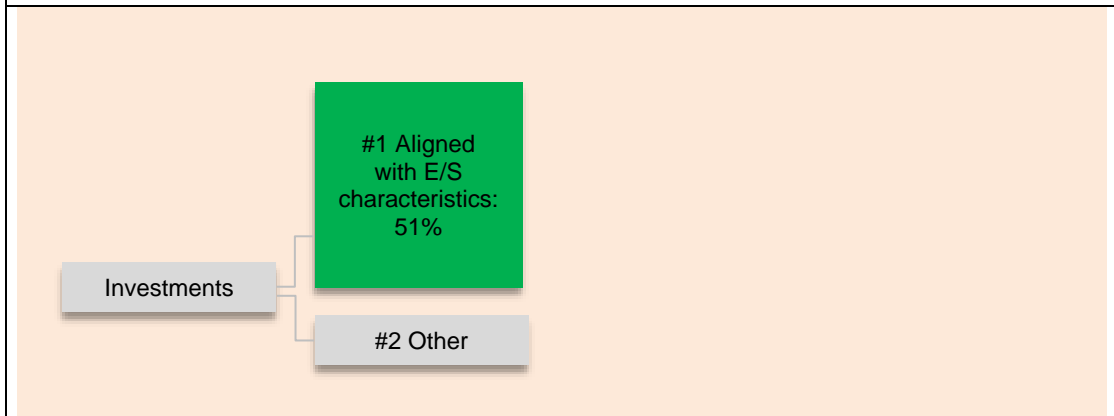 #1 Aligned
with E/S
characteristics:
51%
Investments
#2 Other